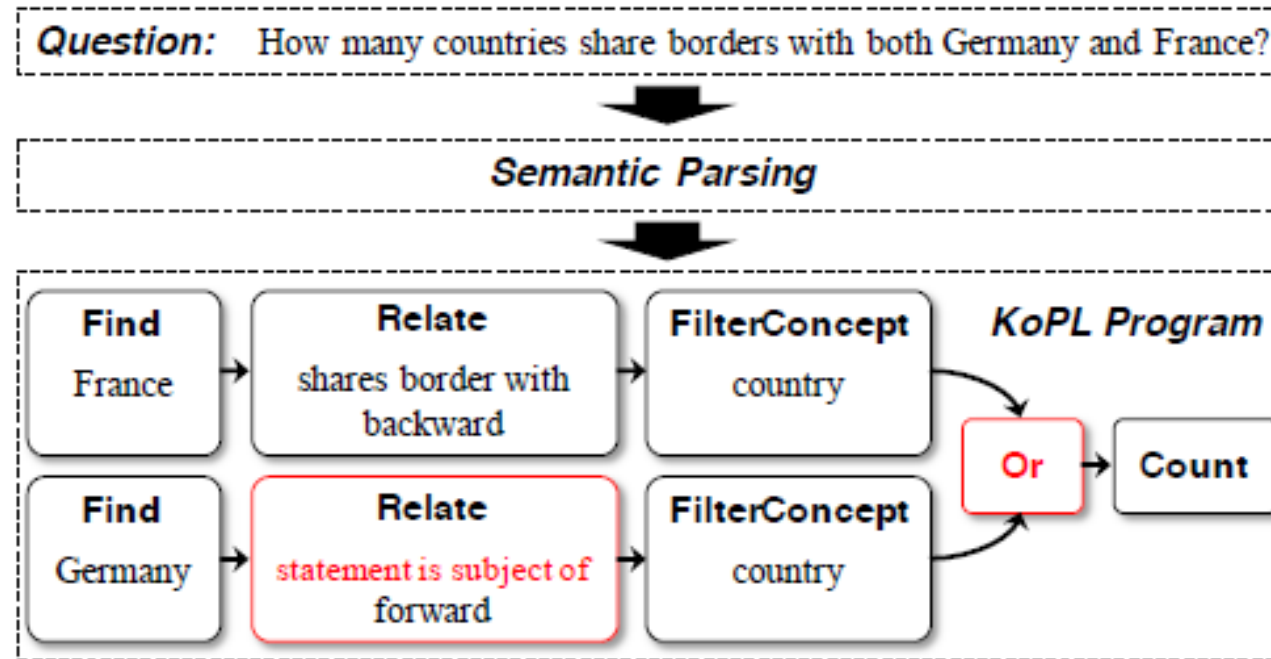 Question: How many countries share borders with both Germany and France?
Semantic Parsing
KoPL Program
Find
France
Relate
shares border with
backward
FilterConcept
country
Find
Germany
Relate
statement is subject of
forward
FilterConcept
country
Or
Count